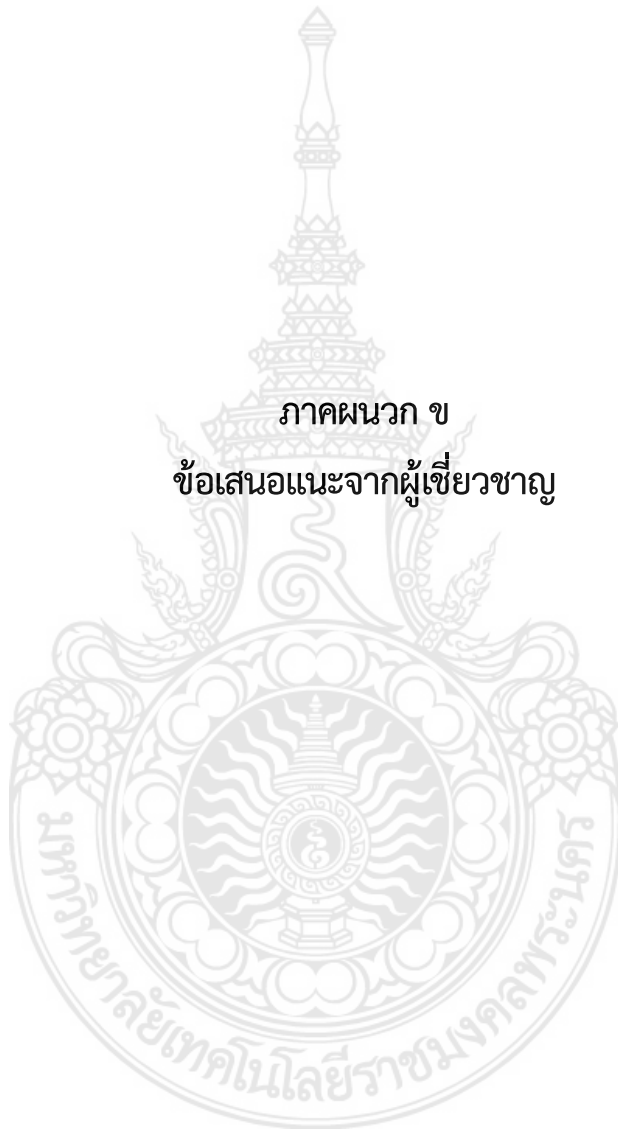 ภาคผนวก ข
ข้อเสนอแนะจากผู้เชี่ยวชาญ
มหาวิทยาลัยเทคโนโลยีราชมงคลพระนคร